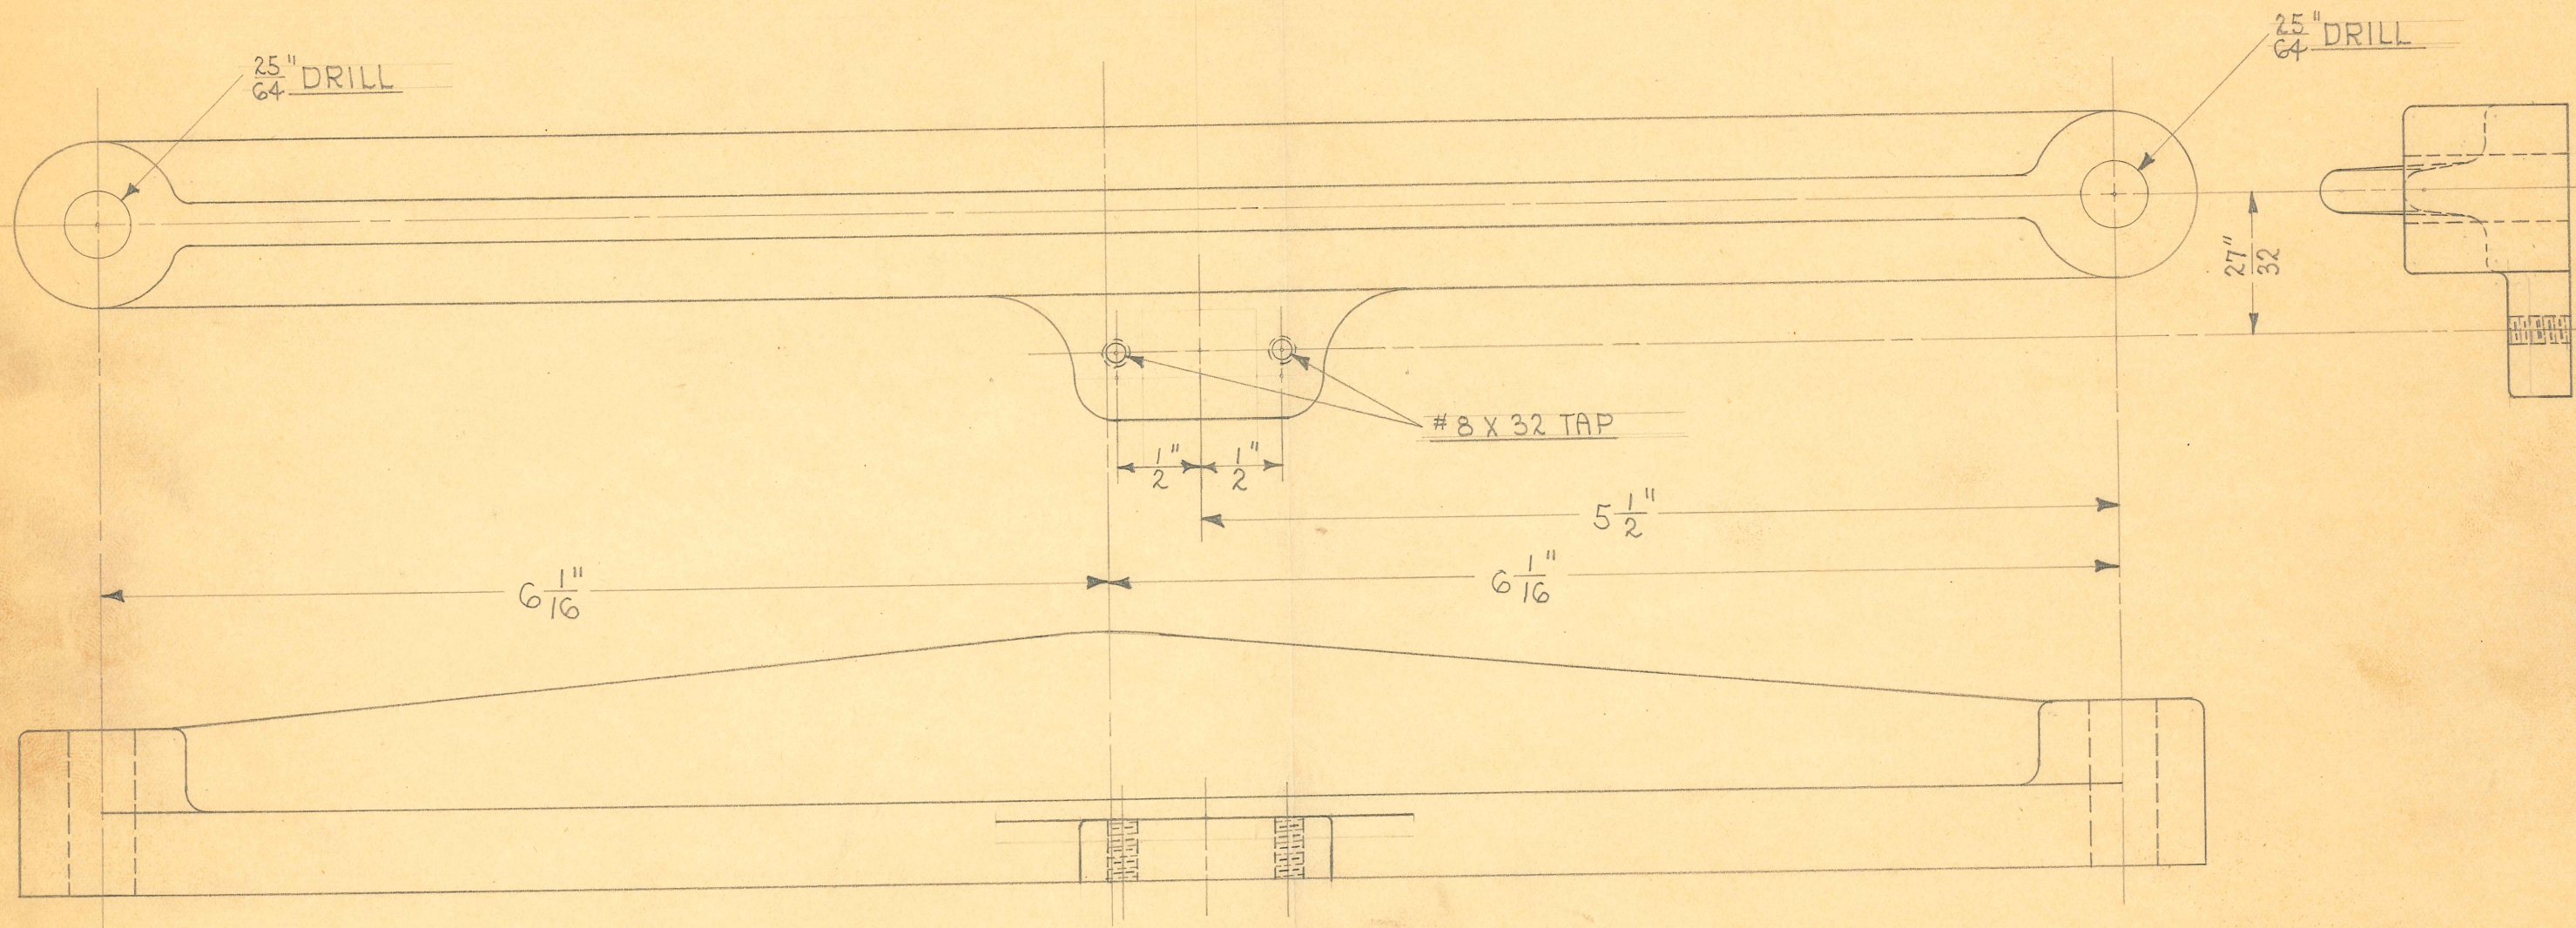 25/64" DRILL
25/64" DRILL
27"/32
# 8 X 32 TAP
1/2" 1/2"
5 1/2"
6 1/16" 6 1/16"